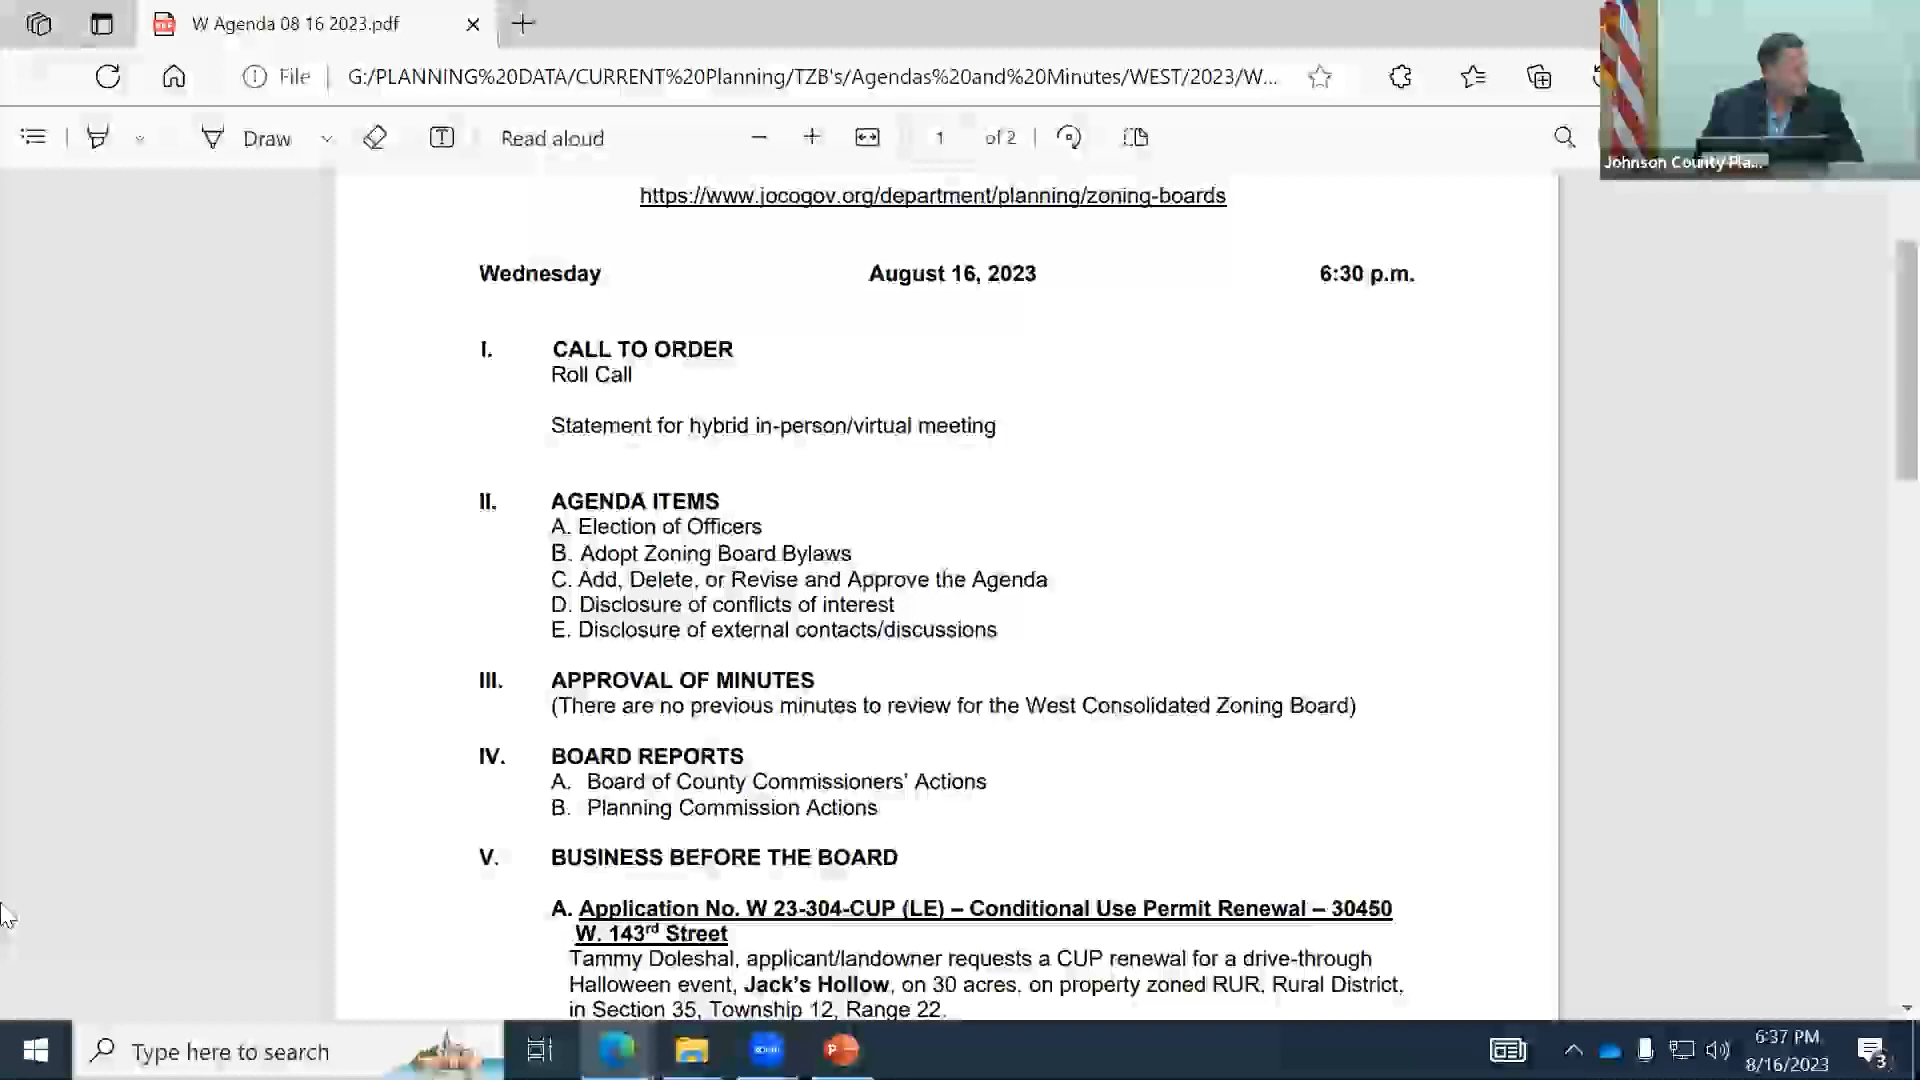 W Agenda 08 16 2023.pdf
File
G:/PLANNING%20DATA/CURRENT%20Planning/TZB's/Agendas%20and%20Minutes/WEST/2023/W...
Draw
Read aloud
1
of 2
Johnson County Pla...
https://www.jocogov.org/department/planning/zoning-boards
Wednesday August 16, 2023 6:30 p.m.
I. CALL TO ORDER
Roll Call
Statement for hybrid in-person/virtual meeting
II. AGENDA ITEMS
A. Election of Officers
B. Adopt Zoning Board Bylaws
C. Add, Delete, or Revise and Approve the Agenda
D. Disclosure of conflicts of interest
E. Disclosure of external contacts/discussions
III. APPROVAL OF MINUTES
(There are no previous minutes to review for the West Consolidated Zoning Board)
IV. BOARD REPORTS
A. Board of County Commissioners' Actions
B. Planning Commission Actions
V. BUSINESS BEFORE THE BOARD
A. Application No. W 23-304-CUP (LE) – Conditional Use Permit Renewal – 30450
W. 143rd Street
Tammy Doleshal, applicant/landowner requests a CUP renewal for a drive-through
Halloween event, Jack's Hollow, on 30 acres, on property zoned RUR, Rural District,
in Section 35, Township 12, Range 22.
Type here to search
zoom
P
6:37 PM
8/16/2023
3